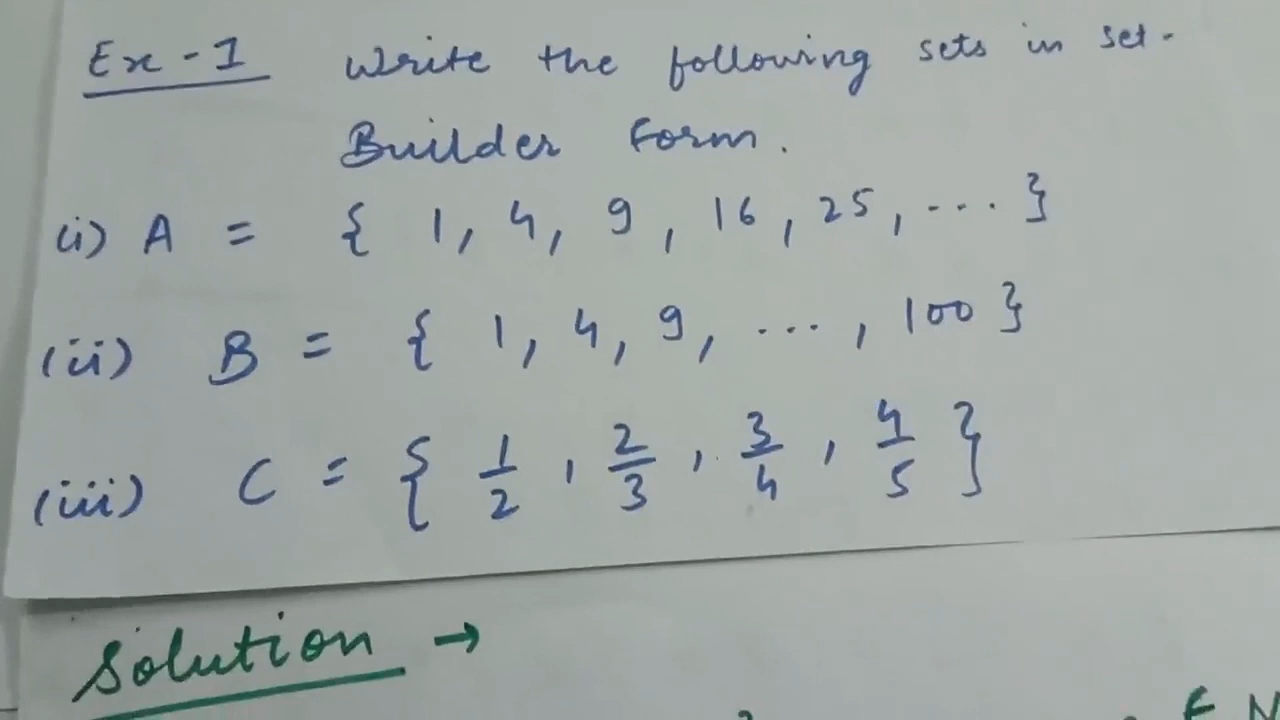 Ex - 1 Write the following sets in set-
Builder Form.
(i) A = { 1, 4, 9, 16, 25, ... }
(ii) B = { 1, 4, 9, ..., 100 }
(iii) C = { 1/2, 2/3, 3/4, 4/5 }
Solution →